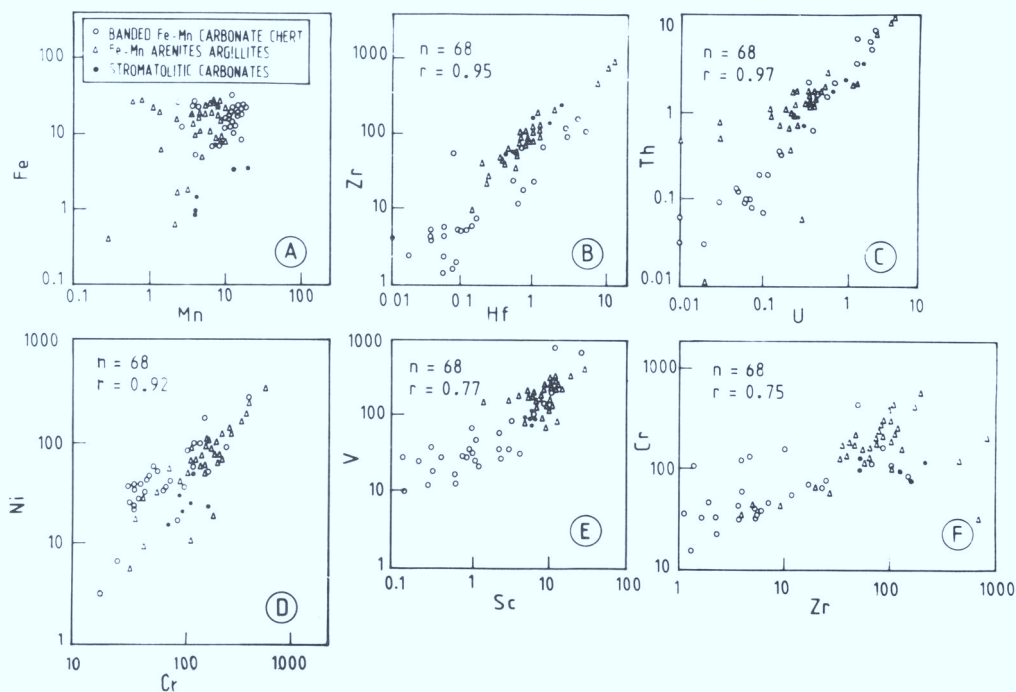 ○ BANDED Fe-Mn CARBONATE CHERT
△ Fe-Mn ARENITES ARGILLITES
● STROMATOLITIC CARBONATES
100
10
1
0.1
Fe
0.1
1
10
100
Mn
A
n = 68
r = 0.95
1000
100
10
1
Zr
0.01
0.1
1
10
Hf
B
n = 68
r = 0.97
10
1
0.1
0.01
Th
0.01
0.1
1
10
U
C
n = 68
r = 0.92
1000
100
10
1
Ni
10
100
1000
Cr
D
n = 68
r = 0.77
1000
100
10
1
V
0.1
1
10
100
Sc
E
n = 68
r = 0.75
1000
100
10
Cr
1
10
100
1000
Zr
F